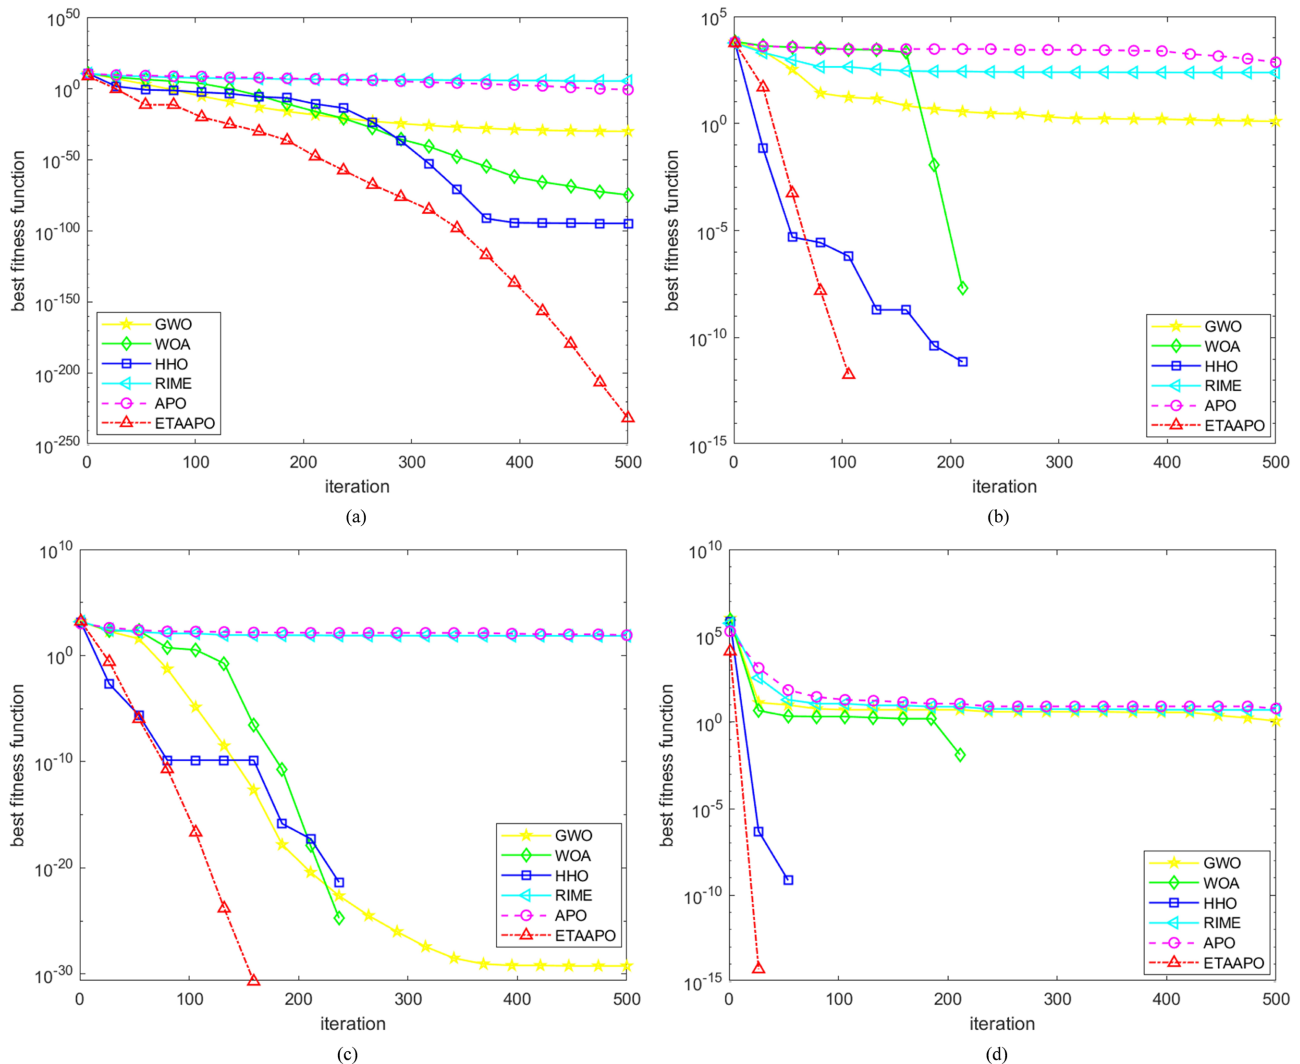 best fitness function
10^50
10^0
10^-50
10^-100
10^-150
10^-200
10^-250
0 100 200 300 400 500
iteration
GWO
WOA
HHO
RIME
APO
ETAAPO
(a)
best fitness function
10^5
10^0
10^-5
10^-10
10^-15
0 100 200 300 400 500
iteration
GWO
WOA
HHO
RIME
APO
ETAAPO
(b)
best fitness function
10^10
10^0
10^-10
10^-20
10^-30
0 100 200 300 400 500
iteration
GWO
WOA
HHO
RIME
APO
ETAAPO
(c)
best fitness function
10^10
10^5
10^0
10^-5
10^-10
10^-15
0 100 200 300 400 500
iteration
GWO
WOA
HHO
RIME
APO
ETAAPO
(d)